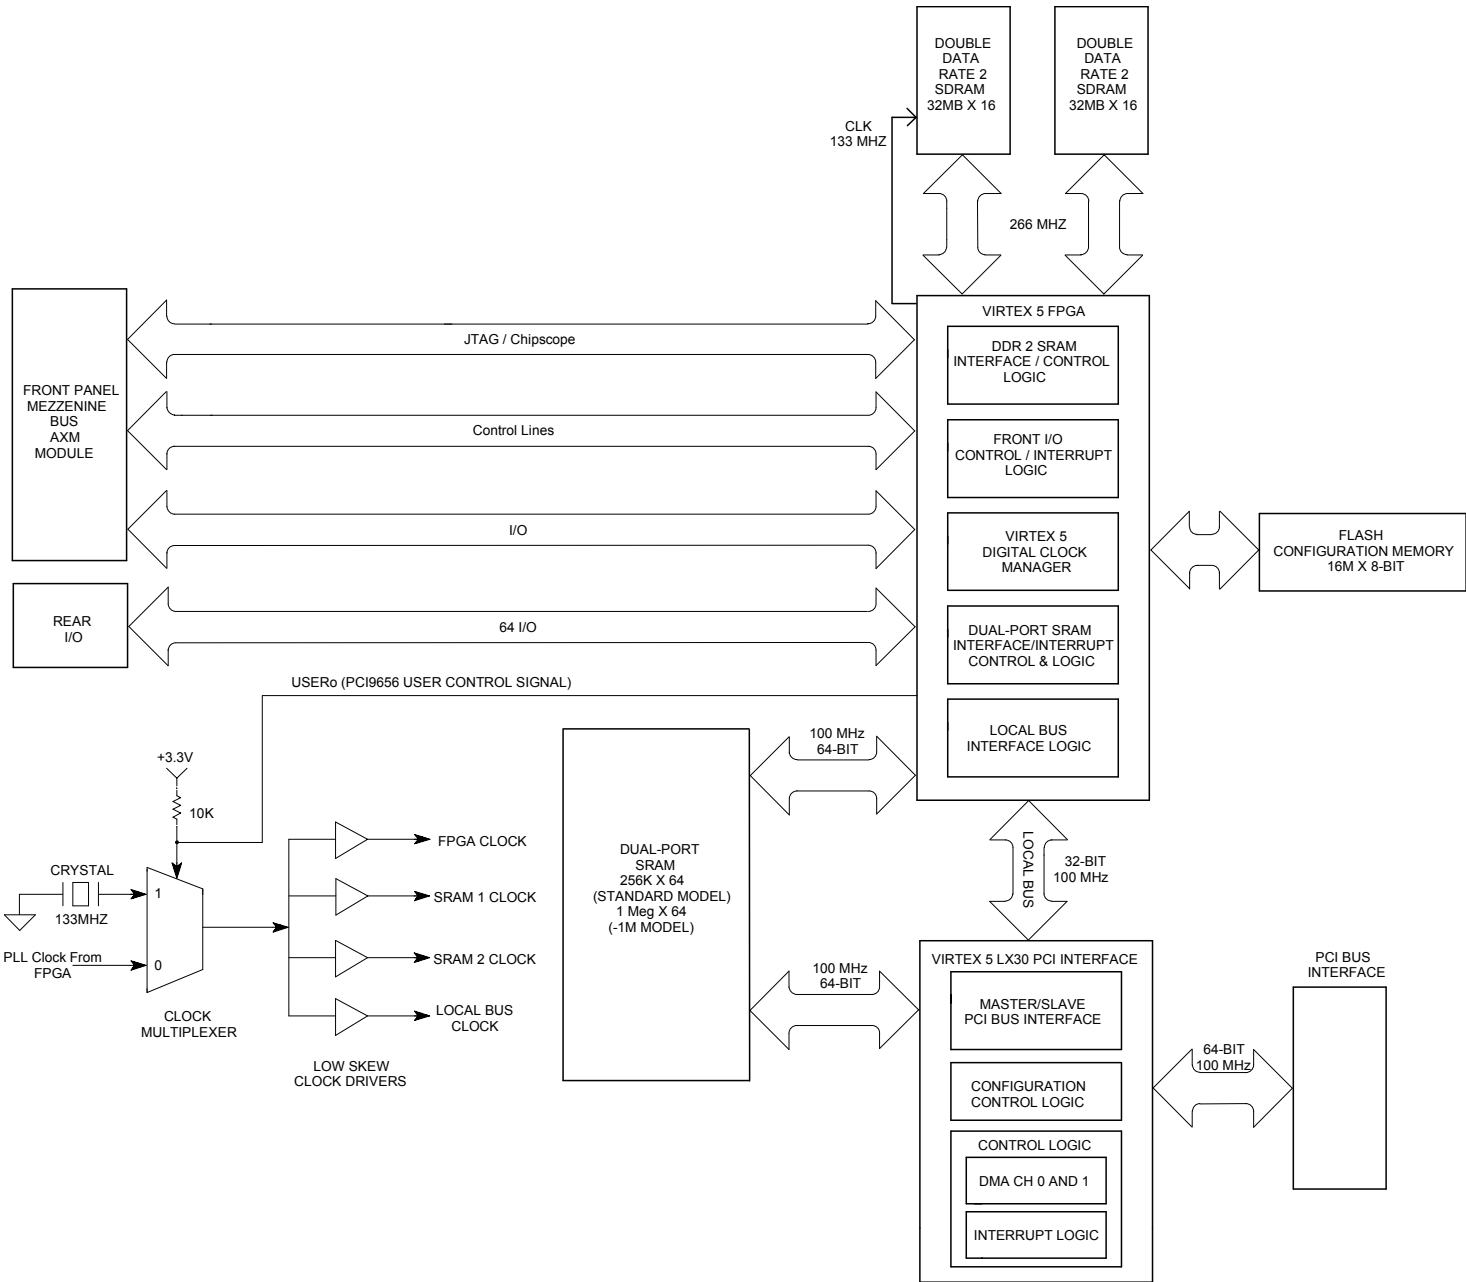 DOUBLE
DATA
RATE 2
SDRAM
32MB X 16
DOUBLE
DATA
RATE 2
SDRAM
32MB X 16
CLK
133 MHZ
266 MHZ
FRONT PANEL
MEZZENINE
BUS
AXM
MODULE
JTAG / Chipscope
Control Lines
I/O
REAR
I/O
64 I/O
VIRTEX 5 FPGA
DDR 2 SRAM
INTERFACE / CONTROL
LOGIC
FRONT I/O
CONTROL / INTERRUPT
LOGIC
VIRTEX 5
DIGITAL CLOCK
MANAGER
DUAL-PORT SRAM
INTERFACE/INTERRUPT
CONTROL & LOGIC
LOCAL BUS
INTERFACE LOGIC
FLASH
CONFIGURATION MEMORY
16M X 8-BIT
USERo (PCI9656 USER CONTROL SIGNAL)
+3.3V
10K
CRYSTAL
133MHZ
1
0
PLL Clock From
FPGA
CLOCK
MULTIPLEXER
FPGA CLOCK
SRAM 1 CLOCK
SRAM 2 CLOCK
LOCAL BUS
CLOCK
LOW SKEW
CLOCK DRIVERS
DUAL-PORT
SRAM
256K X 64
(STANDARD MODEL)
1 Meg X 64
(-1M MODEL)
100 MHz
64-BIT
100 MHz
64-BIT
LOCAL BUS
32-BIT
100 MHz
VIRTEX 5 LX30 PCI INTERFACE
MASTER/SLAVE
PCI BUS INTERFACE
CONFIGURATION
CONTROL LOGIC
CONTROL LOGIC
DMA CH 0 AND 1
INTERRUPT LOGIC
64-BIT
100 MHz
PCI BUS
INTERFACE